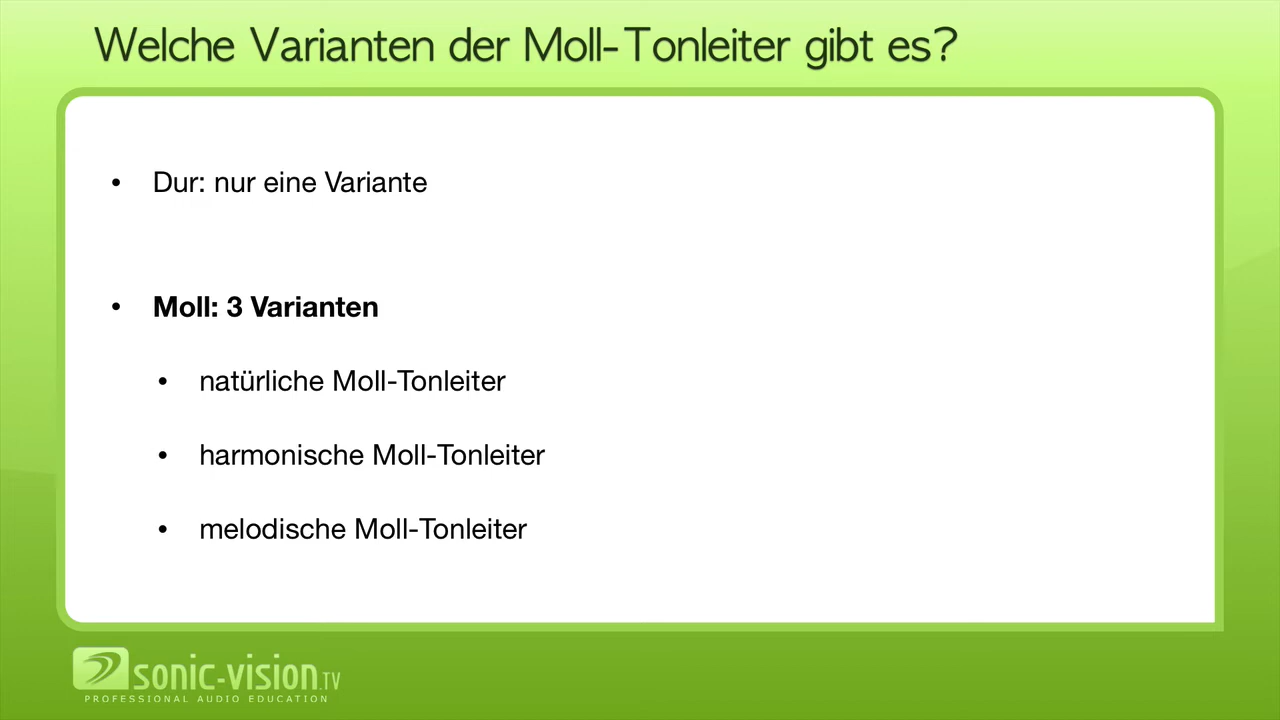 Welche Varianten der Moll-Tonleiter gibt es?
• Dur: nur eine Variante
• Moll: 3 Varianten
• natürliche Moll-Tonleiter
• harmonische Moll-Tonleiter
• melodische Moll-Tonleiter
sonic-vision.TV
PROFESSIONAL AUDIO EDUCATION